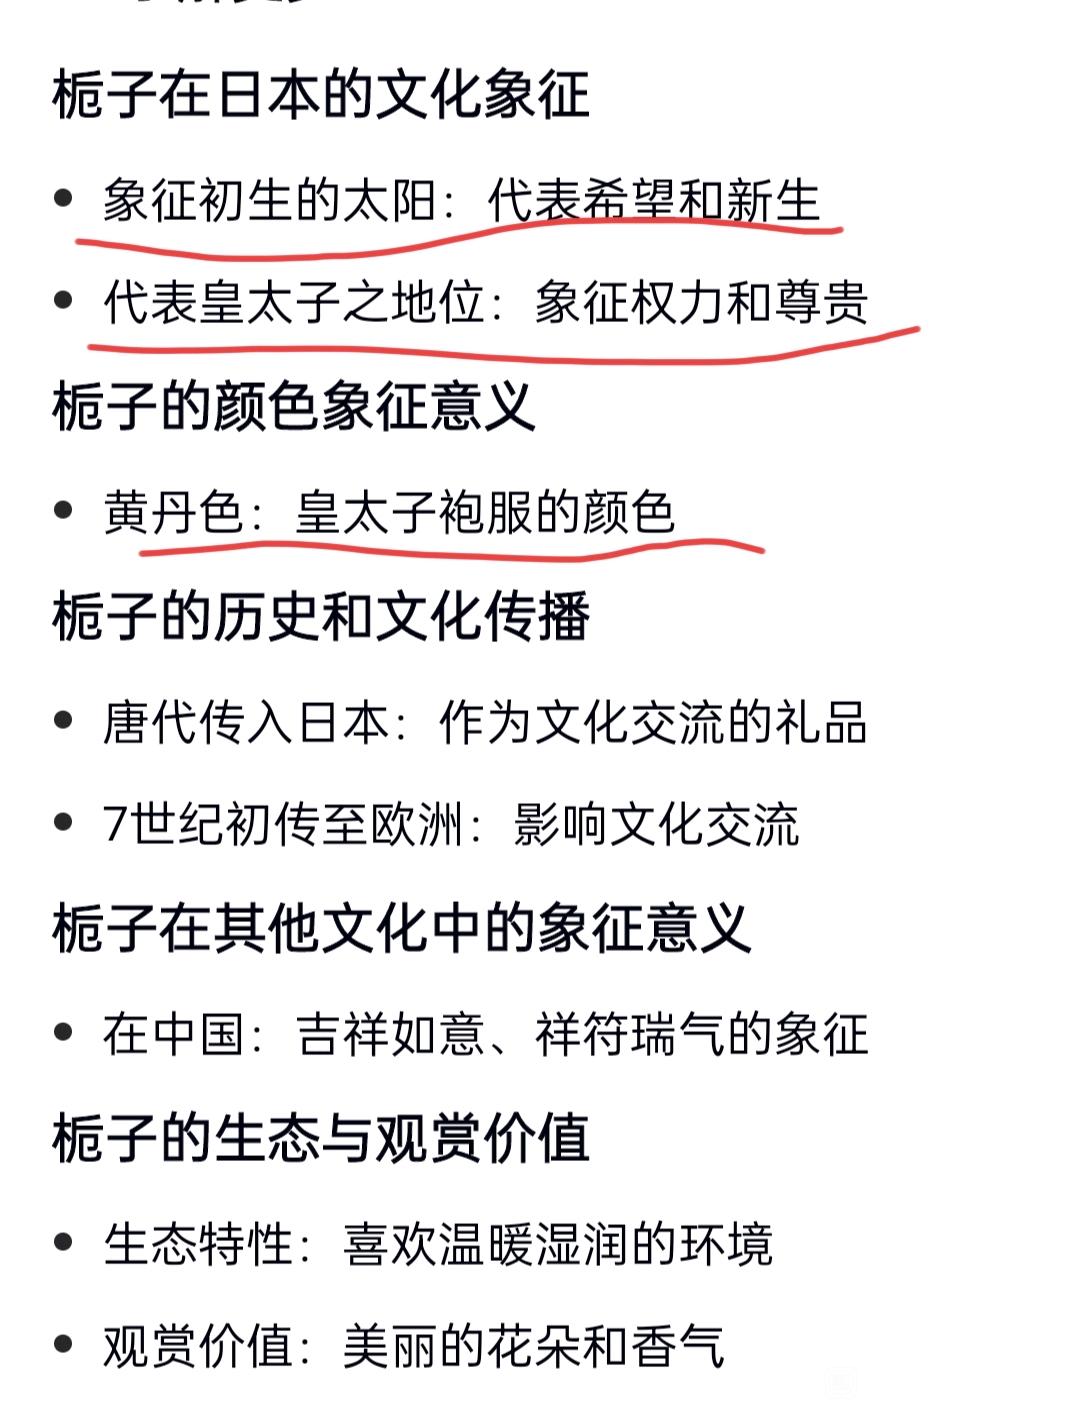 栀子在日本的文化象征
象征初生的太阳：代表希望和新生
代表皇太子之地位：象征权力和尊贵
栀子的颜色象征意义
黄丹色：皇太子袍服的颜色
栀子的历史和文化传播
唐代传入日本：作为文化交流的礼品
7世纪初传至欧洲：影响文化交流
栀子在其他文化中的象征意义
在中国：吉祥如意、祥符瑞气的象征
栀子的生态与观赏价值
生态特性：喜欢温暖湿润的环境
观赏价值：美丽的花朵和香气